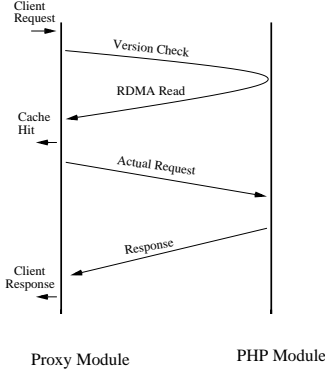 Client
Request
Version Check
RDMA Read
Cache
Hit
Actual Request
Response
Client
Response
Proxy Module
PHP Module